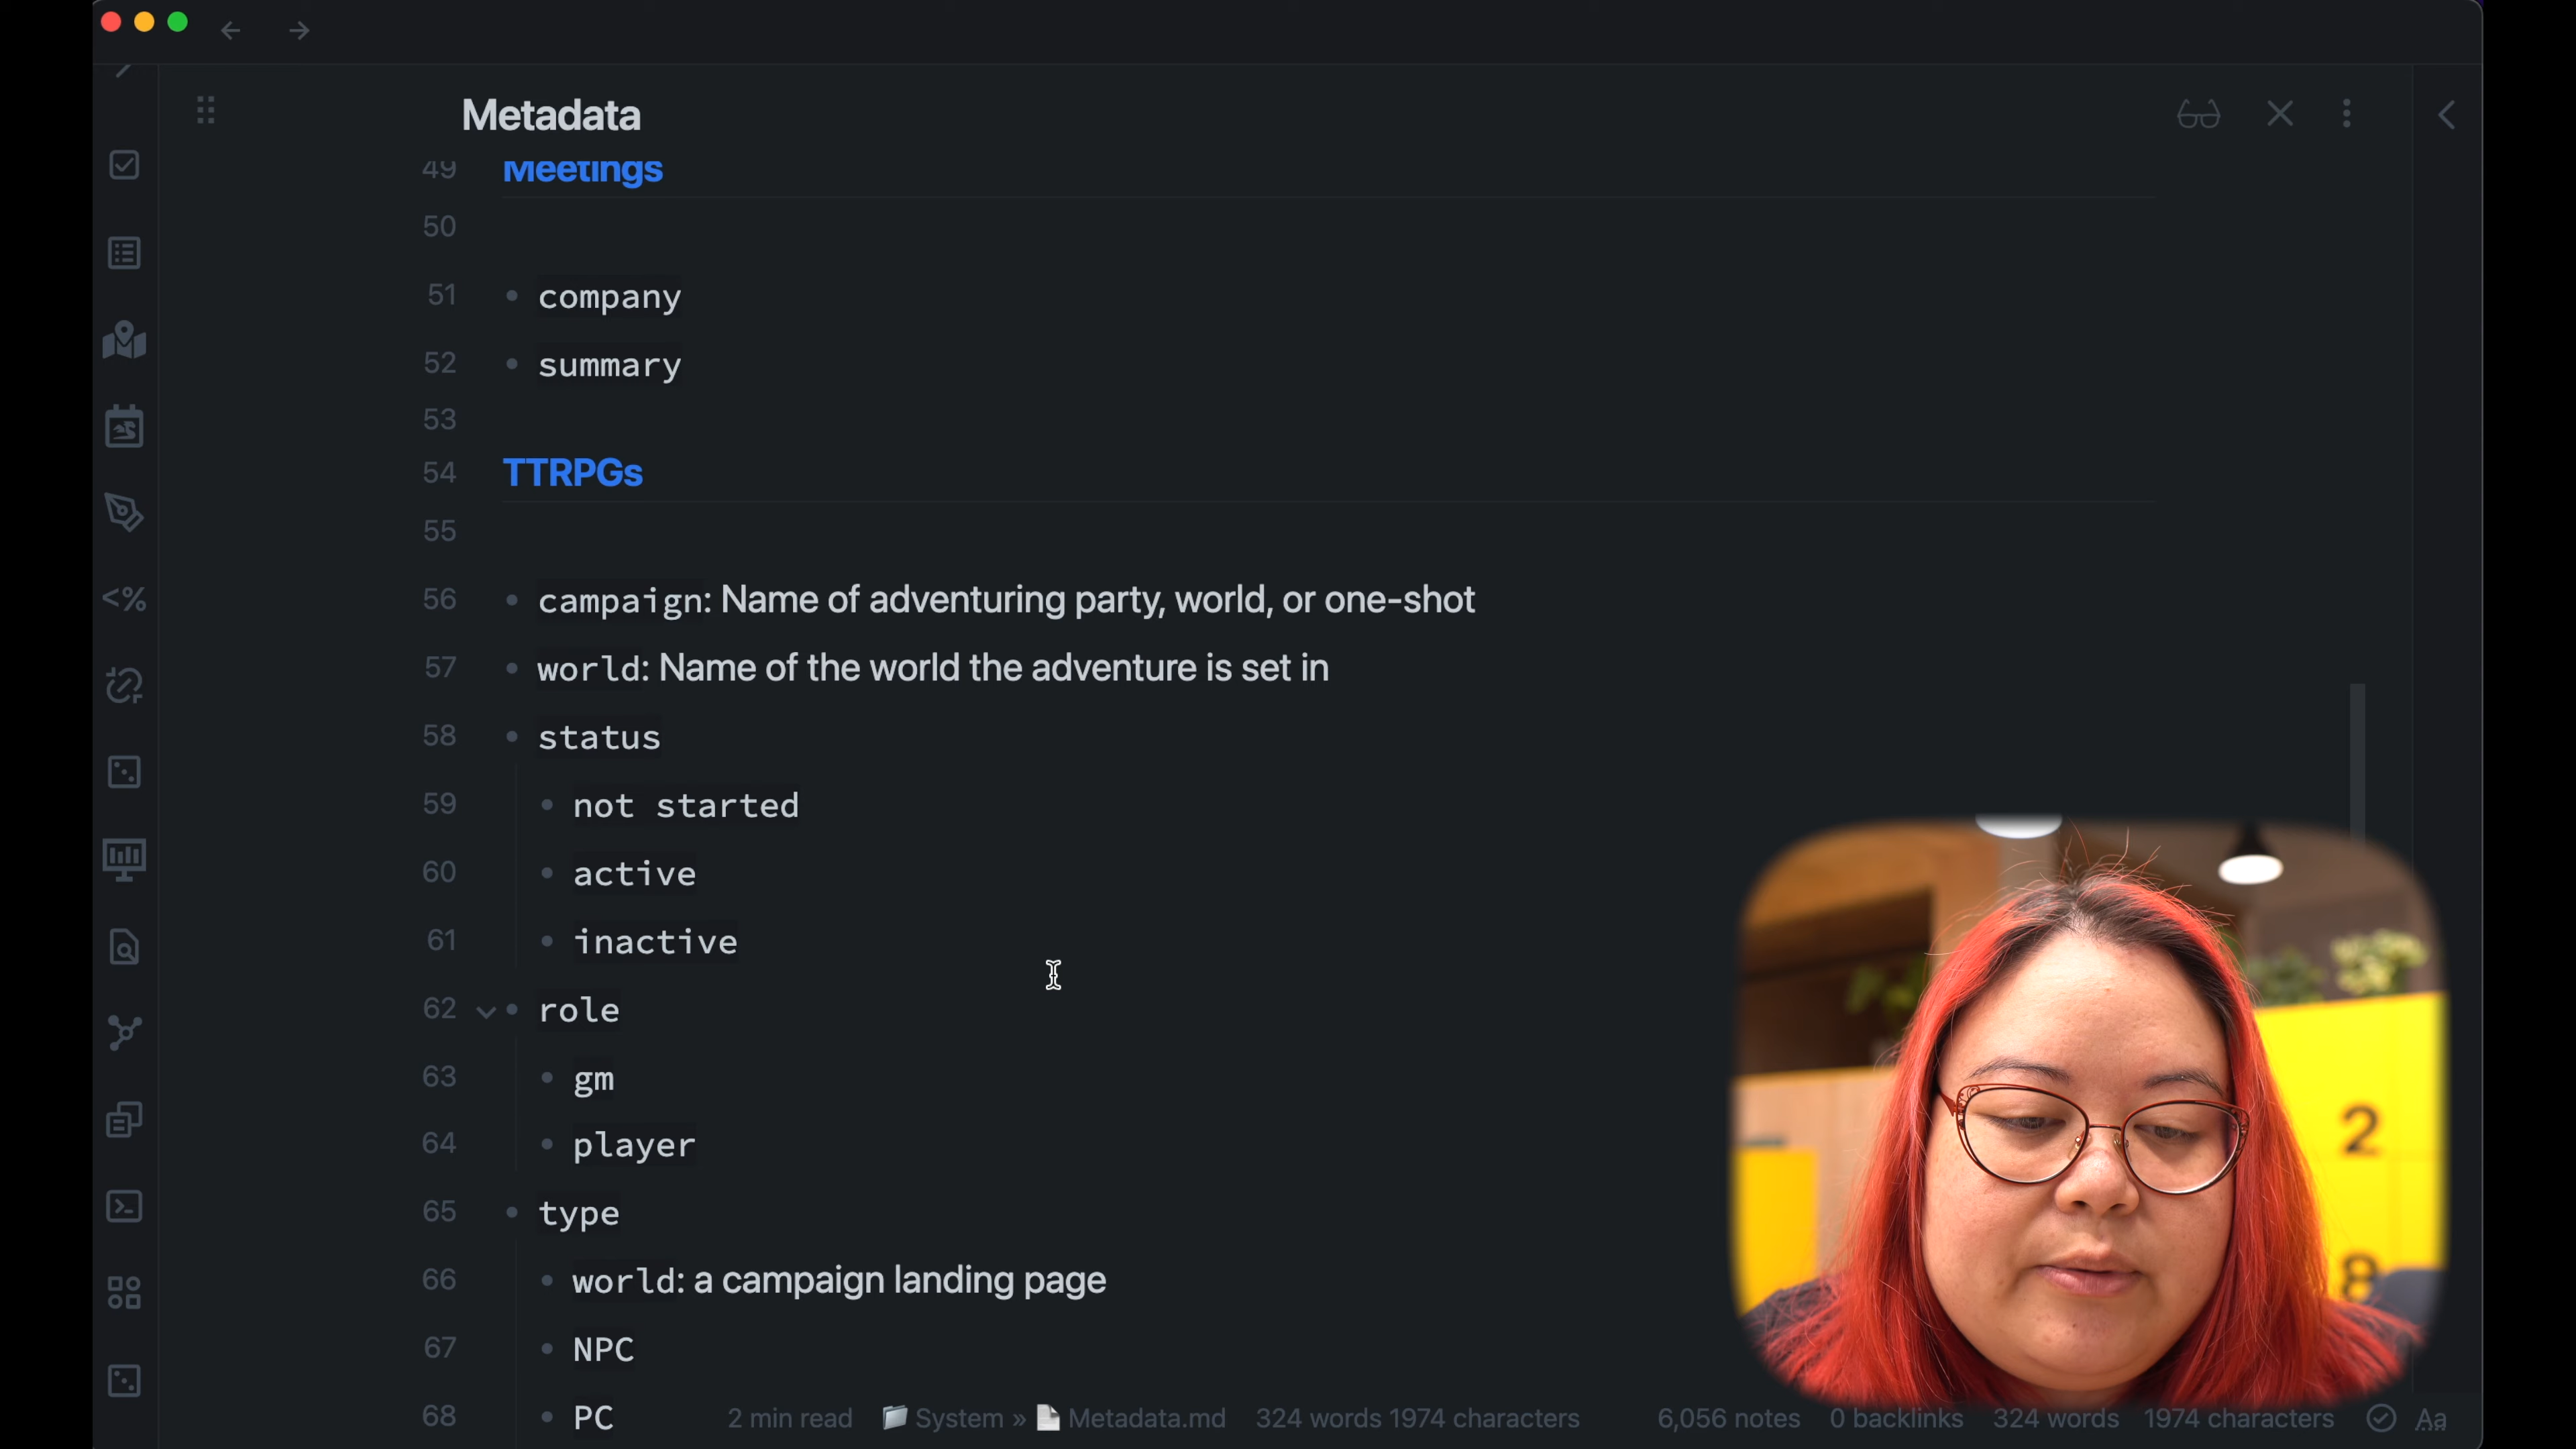 Metadata
49 Meetings
50
51 company
52 summary
53
54 TTRPGs
55
56 campaign: Name of adventuring party, world, or one-shot
57 world: Name of the world the adventure is set in
58 status
59 not started
60 active
61 inactive
62 role
63 gm
64 player
65 type
66 world: a campaign landing page
67 NPC
68 PC
2 min read System » Metadata.md 324 words 1974 characters 6,056 notes 0 backlinks 324 words 1974 characters Aa
<%
2
8